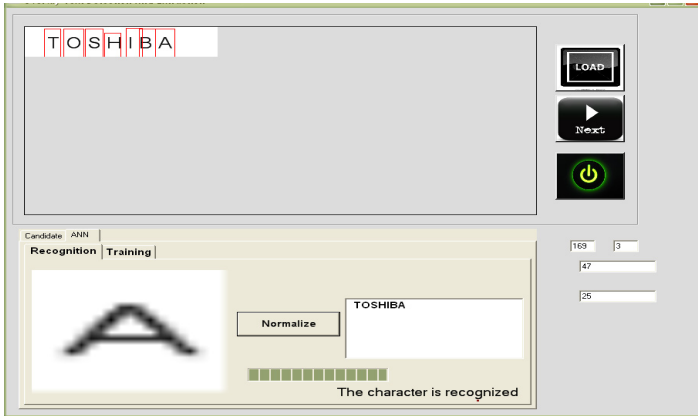 TOSHIBA
LOAD
Next
Candidate ANN
Recognition Training
169 3
47
25
A
Normalize
TOSHIBA
The character is recognized